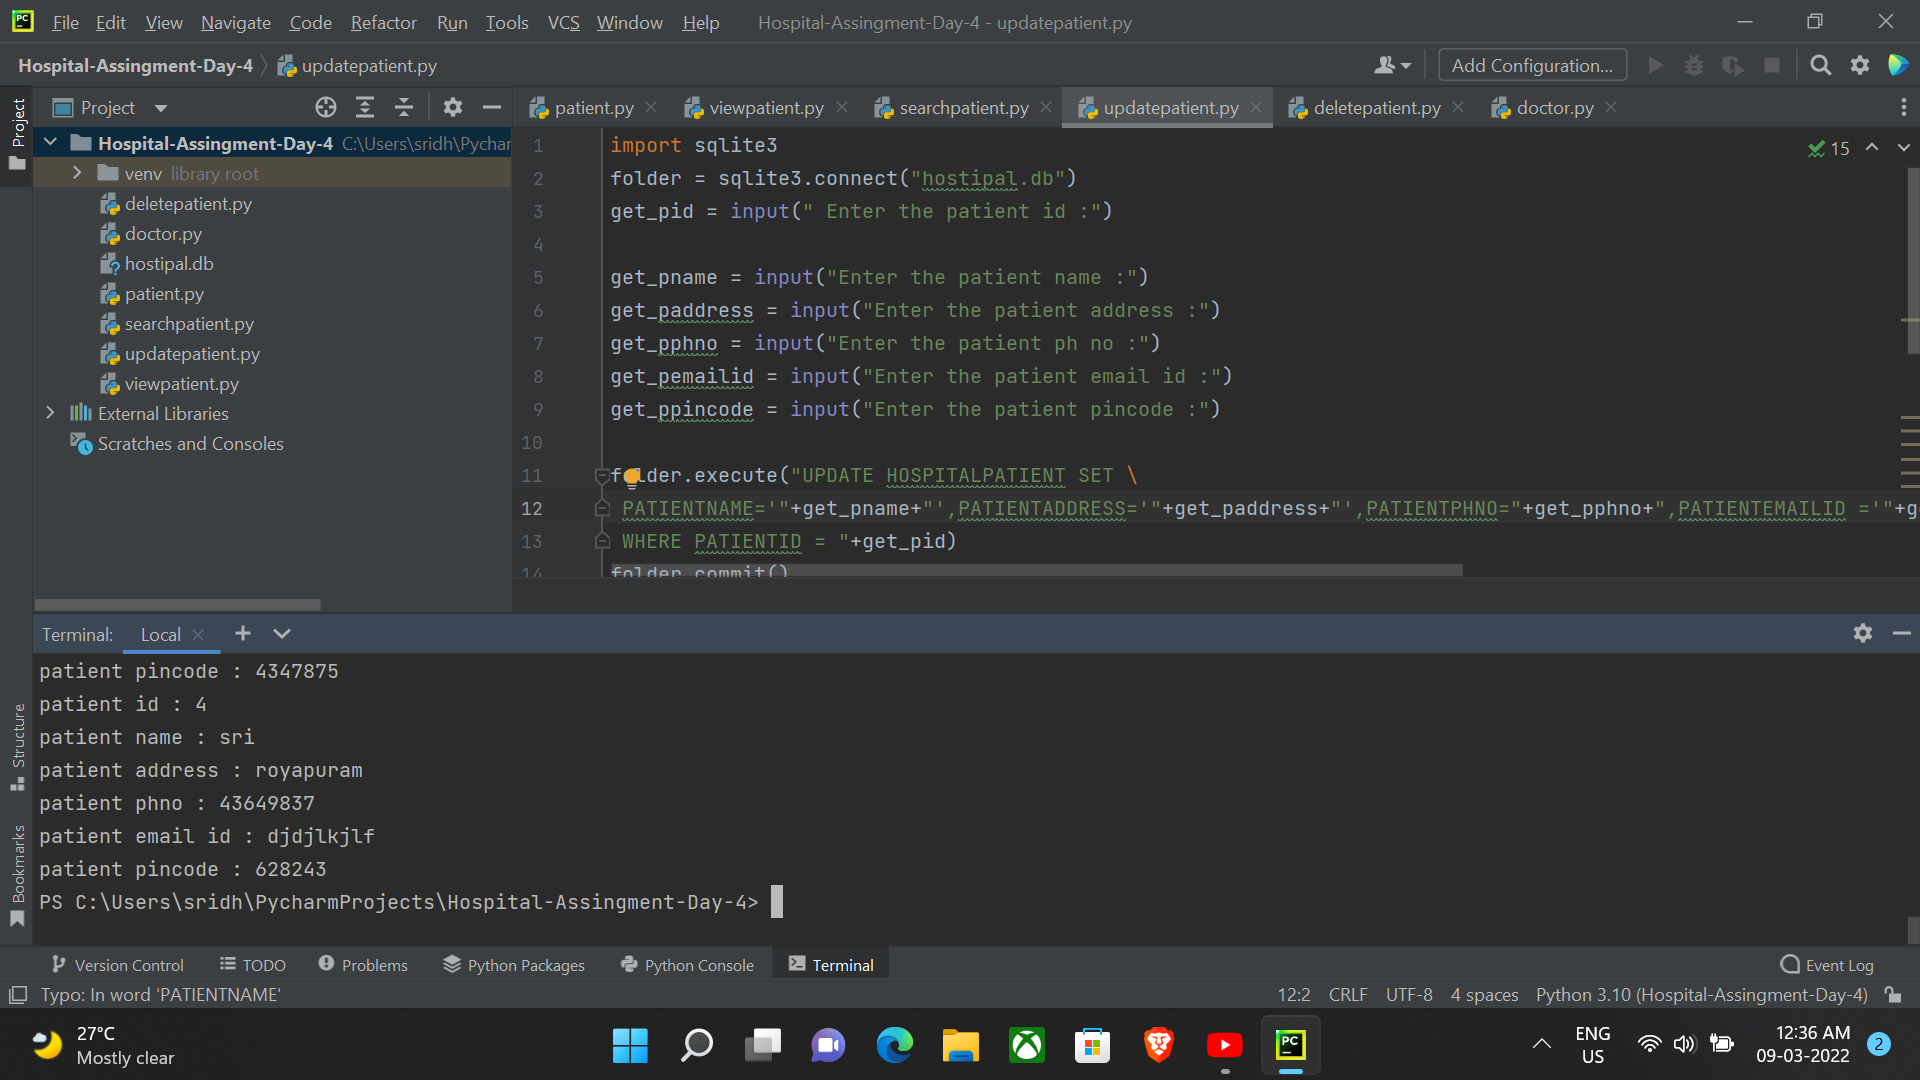 File Edit View Navigate Code Refactor Run Tools VCS Window Help Hospital-Assingment-Day-4 - updatepatient.py
Hospital-Assingment-Day-4 updatepatient.py Add Configuration...
Project
Project
patient.py viewpatient.py searchpatient.py updatepatient.py deletepatient.py doctor.py
Hospital-Assingment-Day-4 C:\Users\sridh\Pychar
venv library root
deletepatient.py
doctor.py
hostipal.db
patient.py
searchpatient.py
updatepatient.py
viewpatient.py
External Libraries
Scratches and Consoles
15
1 import sqlite3
2 folder = sqlite3.connect("hostipal.db")
3 get_pid = input(" Enter the patient id :")
4
5 get_pname = input("Enter the patient name :")
6 get_paddress = input("Enter the patient address :")
7 get_pphno = input("Enter the patient ph no :")
8 get_pemailid = input("Enter the patient email id :")
9 get_ppincode = input("Enter the patient pincode :")
10
11 folder.execute("UPDATE HOSPITALPATIENT SET \
12 PATIENTNAME='"+get_pname+"',PATIENTADDRESS='"+get_paddress+"',PATIENTPHNO="+get_pphno+",PATIENTEMAILID ='"+g
13 WHERE PATIENTID = "+get_pid)
14 folder.commit()
Terminal: Local
patient pincode : 4347875
patient id : 4
patient name : sri
patient address : royapuram
patient phno : 43649837
patient email id : djdjlkjlf
patient pincode : 628243
PS C:\Users\sridh\PycharmProjects\Hospital-Assingment-Day-4>
Structure
Bookmarks
Version Control TODO Problems Python Packages Python Console Terminal Event Log
Typo: In word 'PATIENTNAME' 12:2 CRLF UTF-8 4 spaces Python 3.10 (Hospital-Assingment-Day-4)
27°C
Mostly clear
PC
ENG
US
12:36 AM
09-03-2022
2